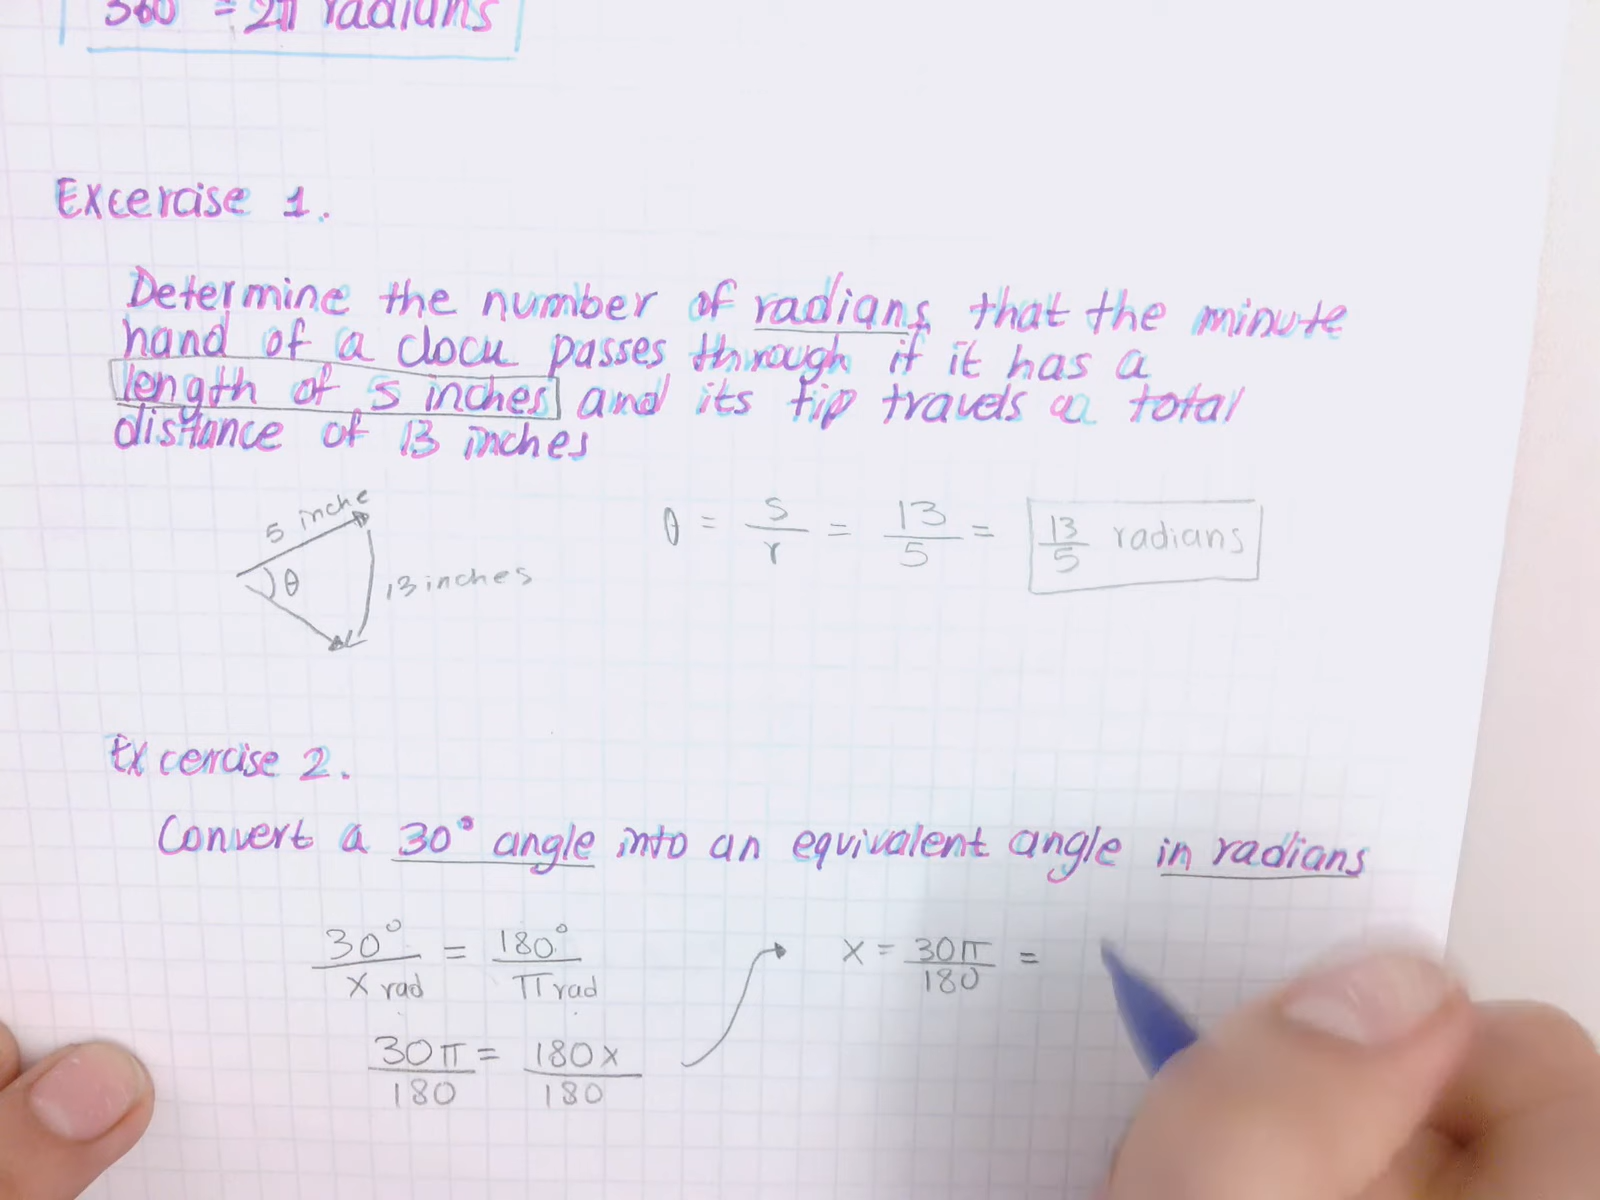 360 = 2π radians
Excercise 1.
Determine the number of radians that the minute
hand of a clock passes through if it has a
length of 5 inches and its tip travels a total
distance of 13 inches
5 inche
θ
13 inches
θ = s/r = 13/5 = 13/5 radians
Excercise 2.
Convert a 30° angle into an equivalent angle in radians
30°/x rad = 180°/π rad
30π/180 = 180x/180
x = 30π/180 =